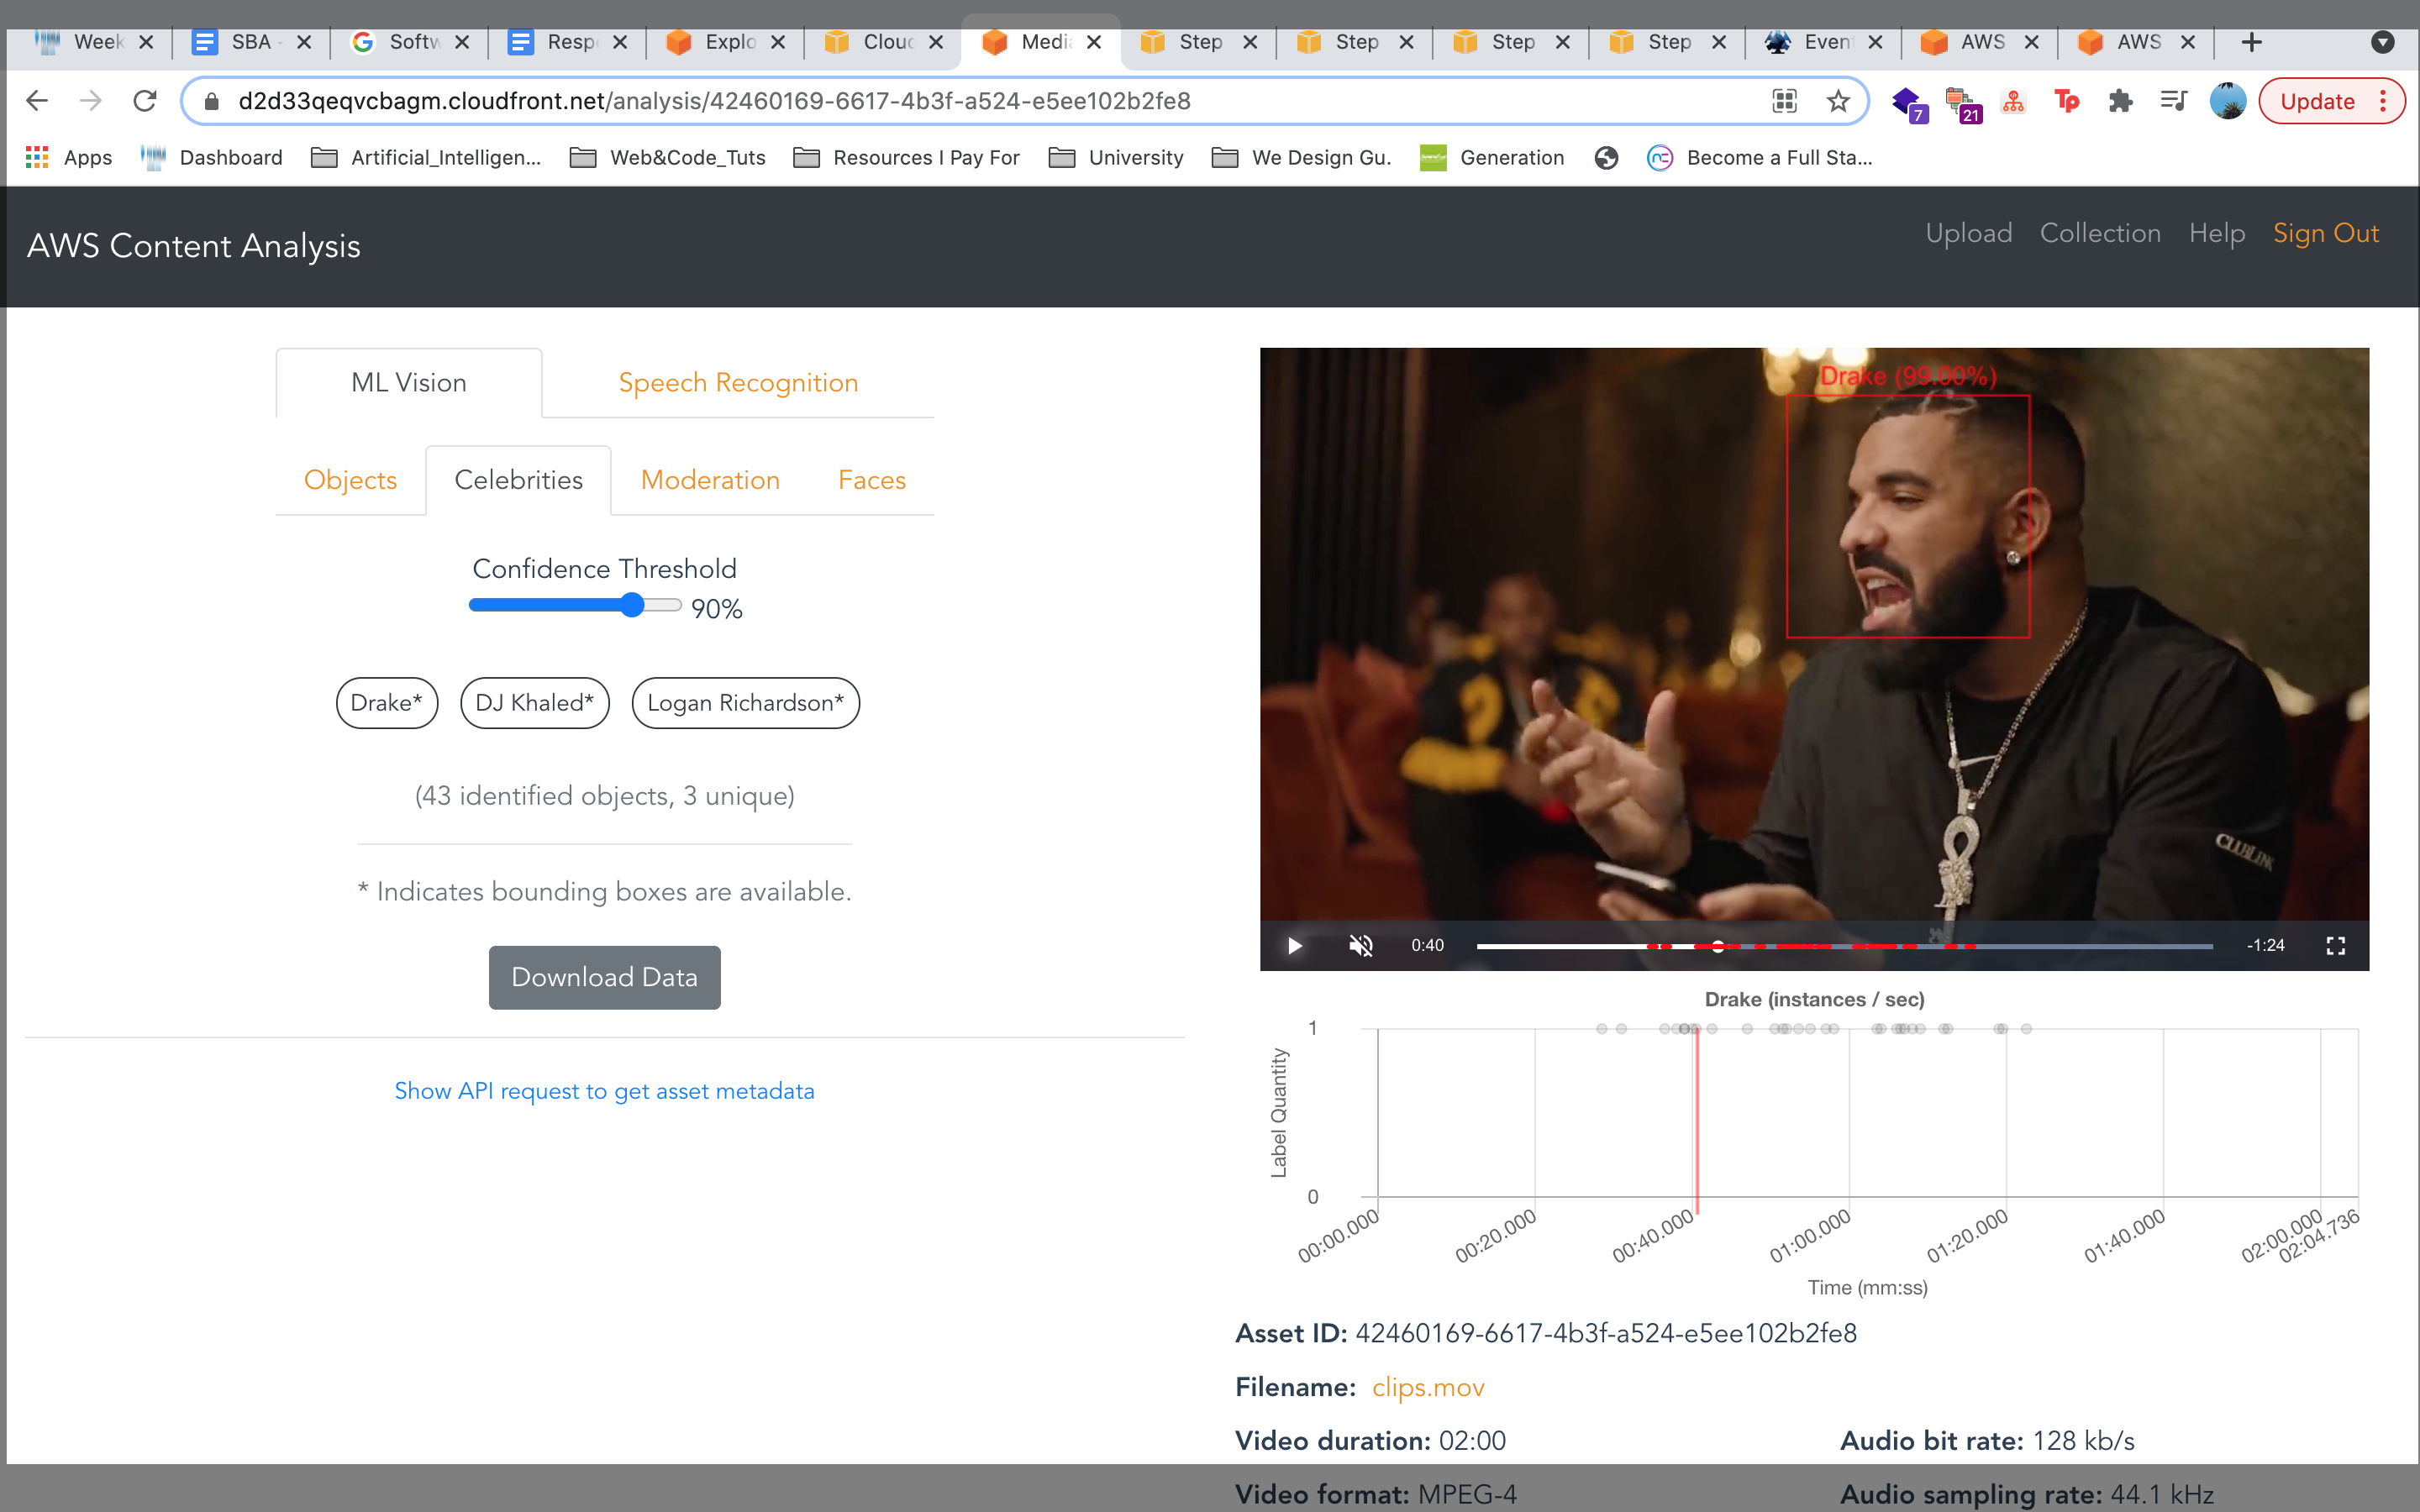 Week
SBA -
Softw
Resp
Explo
Clou
Media
Step
Step
Step
Step
Even
AWS
AWS
d2d33qeqvcbagm.cloudfront.net/analysis/42460169-6617-4b3f-a524-e5ee102b2fe8
7
21
Tp
Update
Apps
Dashboard
Artificial_Intelligen...
Web&Code_Tuts
Resources I Pay For
University
We Design Gu.
Generation
Become a Full Sta...
AWS Content Analysis
Upload
Collection
Help
Sign Out
ML Vision
Speech Recognition
Objects
Celebrities
Moderation
Faces
Confidence Threshold
90%
Drake*
DJ Khaled*
Logan Richardson*
(43 identified objects, 3 unique)
* Indicates bounding boxes are available.
Download Data
Show API request to get asset metadata
Drake (99.00%)
0:40
-1:24
Drake (instances / sec)
1
Label Quantity
0
00:00.000
00:20.000
00:40.000
01:00.000
01:20.000
01:40.000
02:00.000
02:04.736
Time (mm:ss)
Asset ID: 42460169-6617-4b3f-a524-e5ee102b2fe8
Filename: clips.mov
Video duration: 02:00
Audio bit rate: 128 kb/s
Video format: MPEG-4
Audio sampling rate: 44.1 kHz